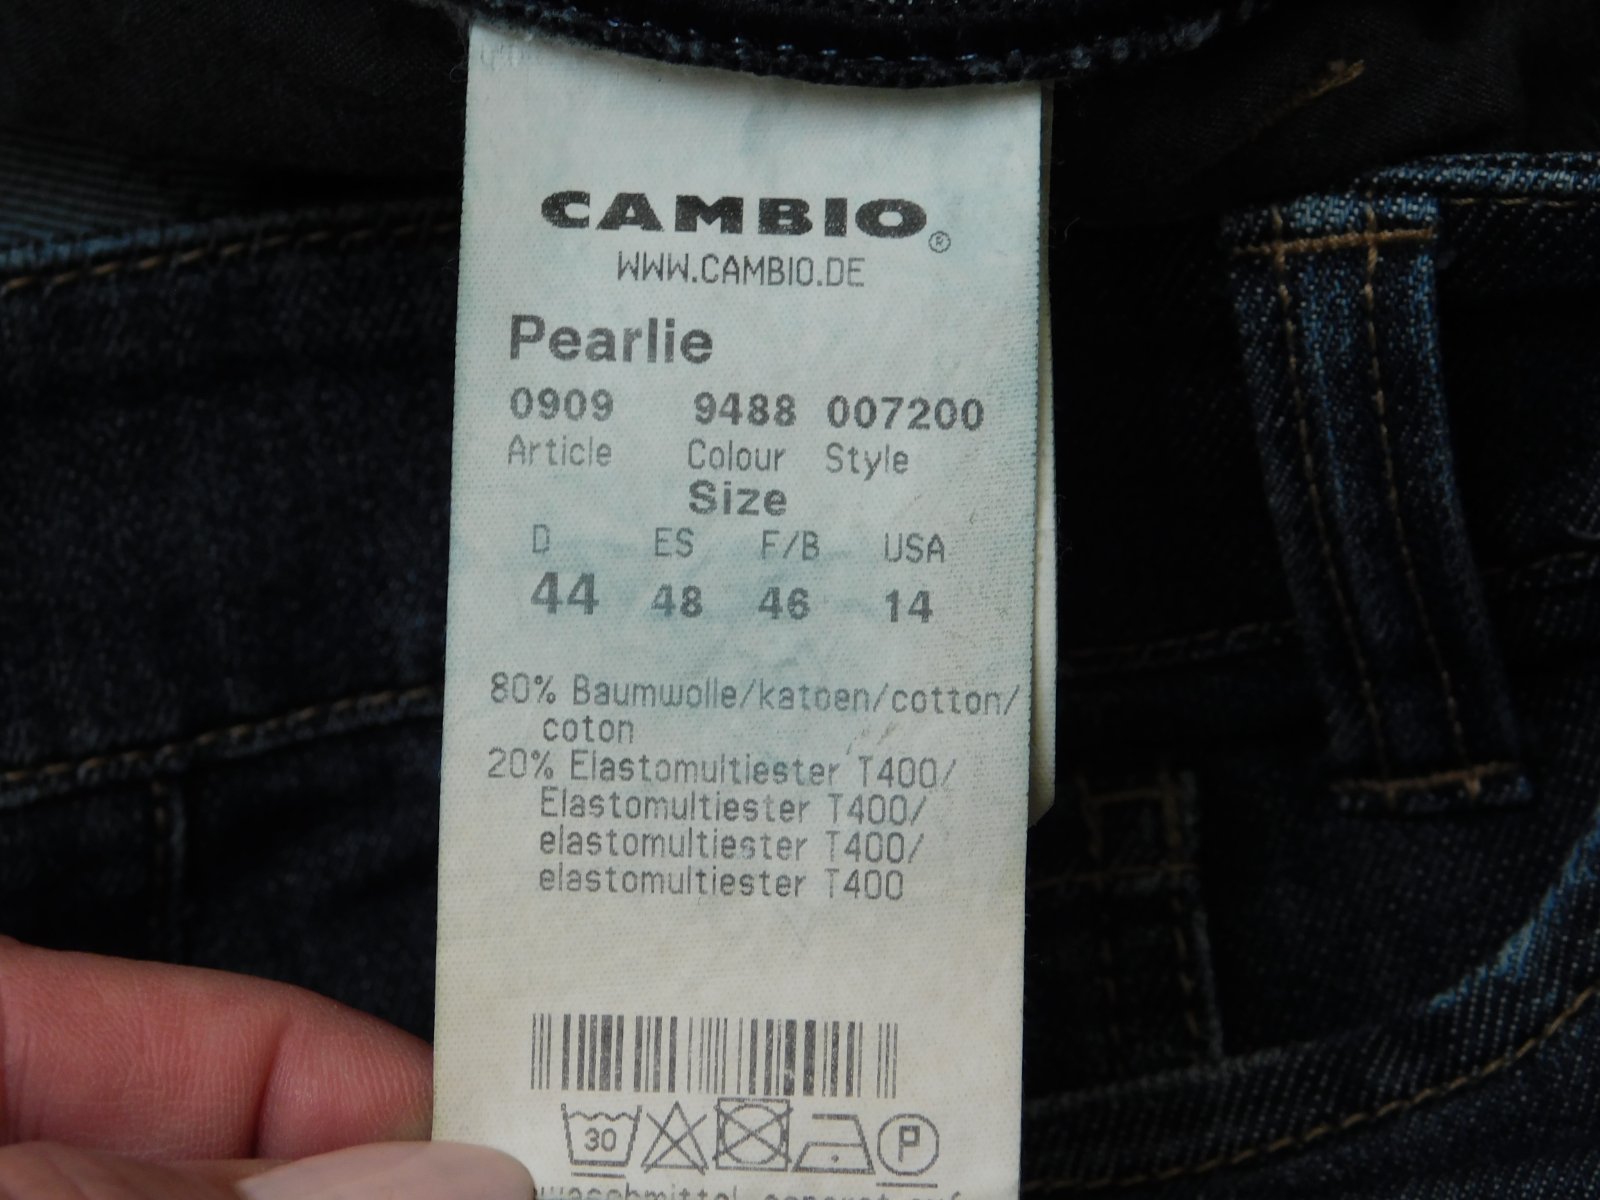 CAMBIO®
WWW.CAMBIO.DE
Pearlie
0909 9488 007200
Article Colour Style
Size
D ES F/B USA
44 48 46 14
80% Baumwolle/katoen/cotton/
coton
20% Elastomultiester T400/
Elastomultiester T400/
elastomultiester T400/
elastomultiester T400
30 P